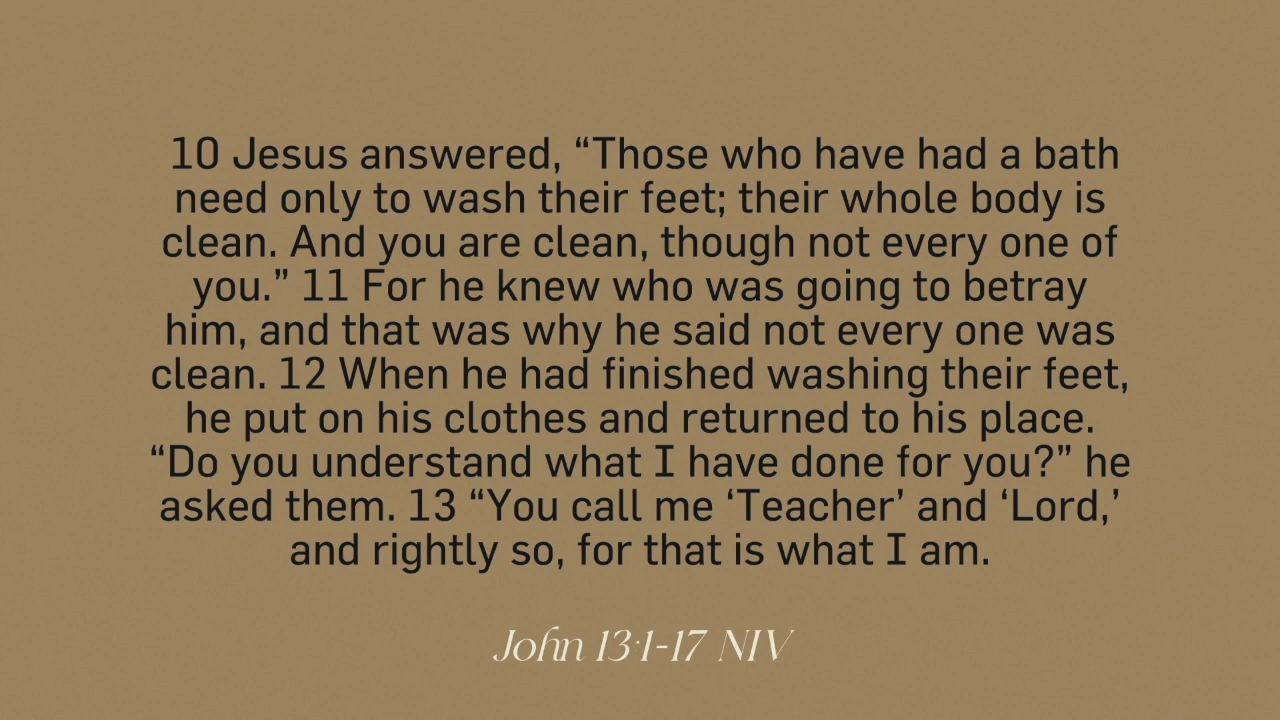 10 Jesus answered, “Those who have had a bath
need only to wash their feet; their whole body is
clean. And you are clean, though not every one of
you.” 11 For he knew who was going to betray
him, and that was why he said not every one was
clean. 12 When he had finished washing their feet,
he put on his clothes and returned to his place.
“Do you understand what I have done for you?” he
asked them. 13 “You call me ‘Teacher’ and ‘Lord,’
and rightly so, for that is what I am.
John 13:1-17 NIV